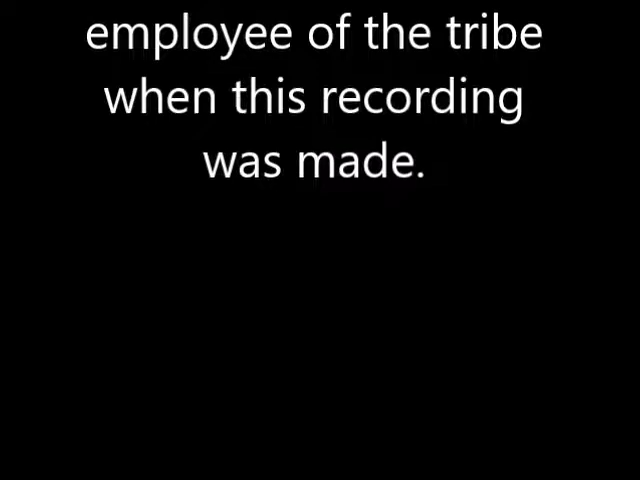 employee of the tribe
when this recording
was made.